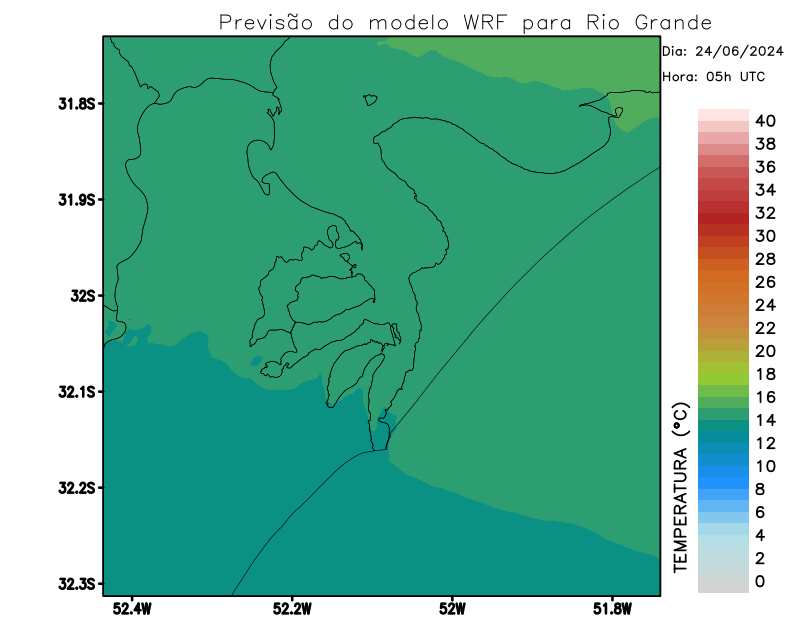 Previsão do modelo WRF para Rio Grande
Dia: 24/06/2024
Hora: 05h UTC
31.8S
31.9S
32S
32.1S
32.2S
32.3S
52.4W
52.2W
52W
51.8W
TEMPERATURA (°C)
40
38
36
34
32
30
28
26
24
22
20
18
16
14
12
10
8
6
4
2
0